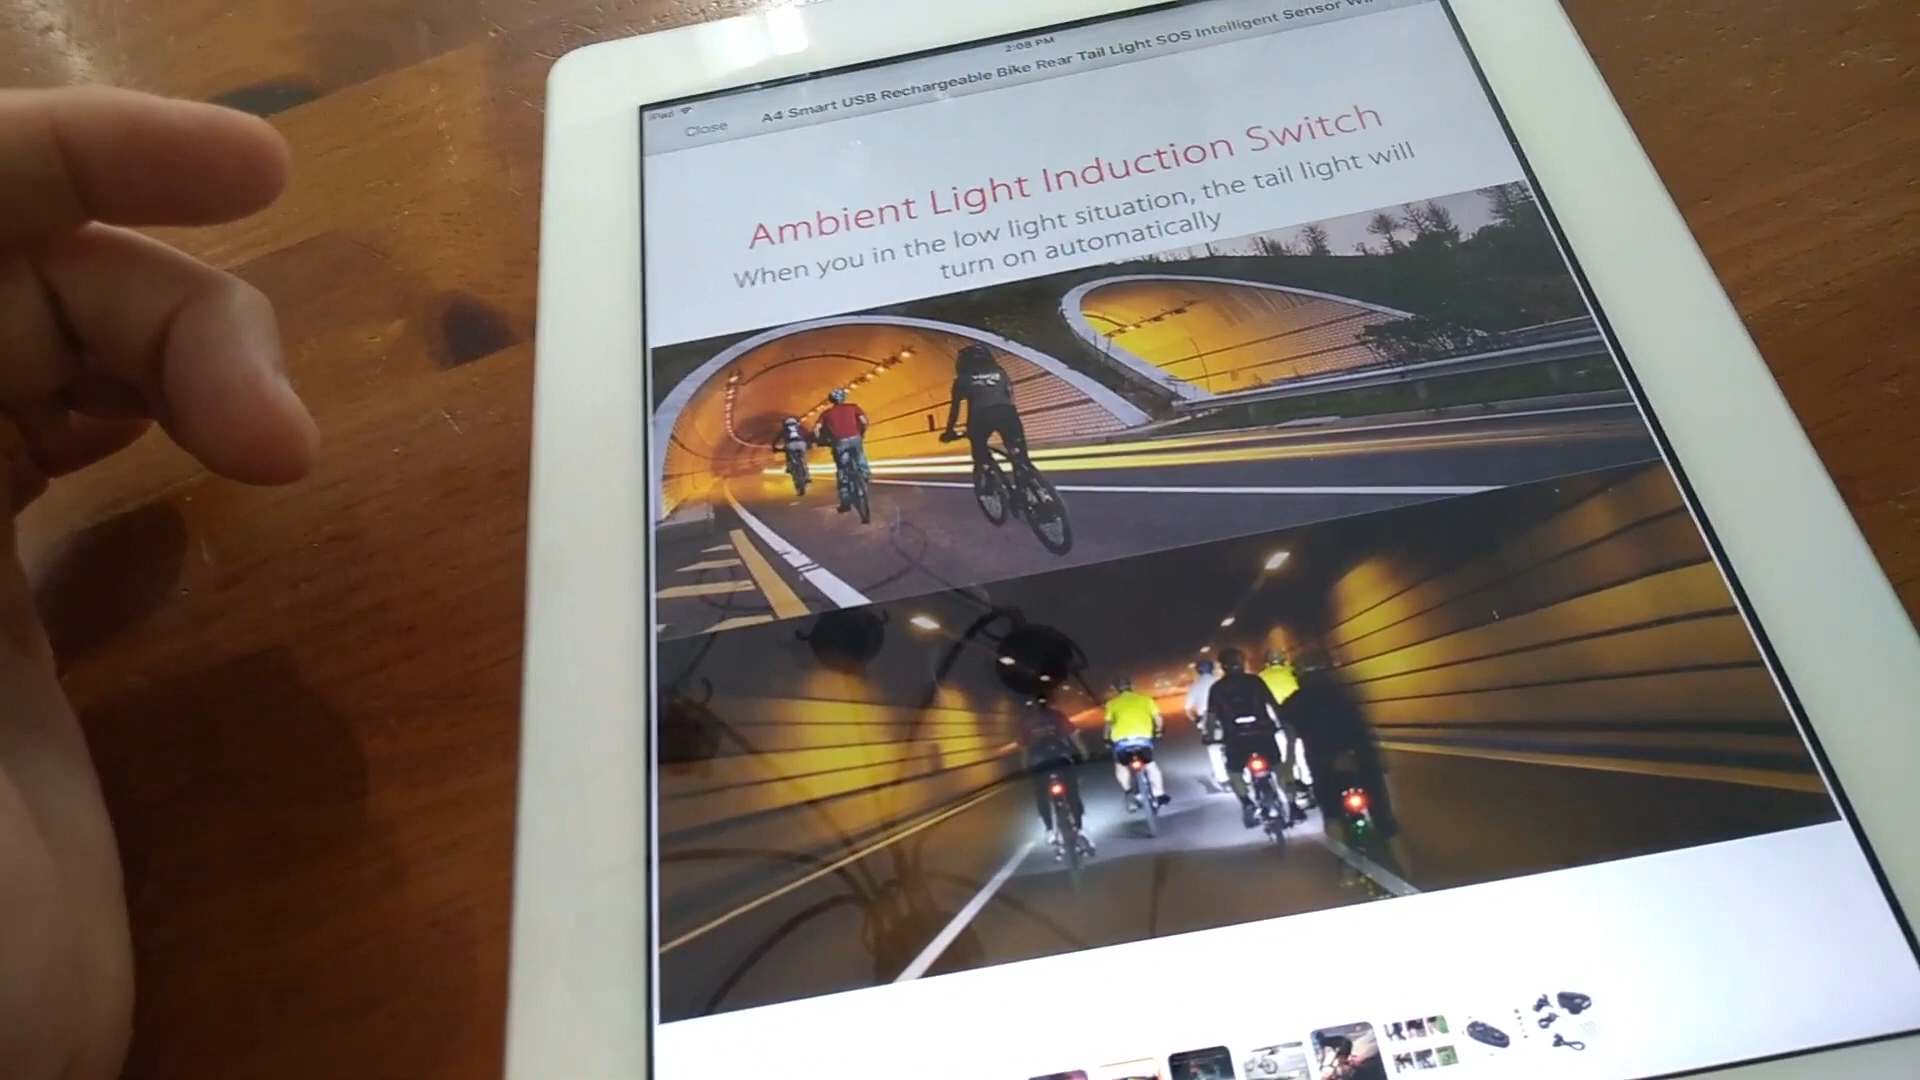 iPad
2:08 PM
Close
A4 Smart USB Rechargeable Bike Rear Tail Light SOS Intelligent Sensor
Ambient Light Induction Switch
When you in the low light situation, the tail light will
turn on automatically